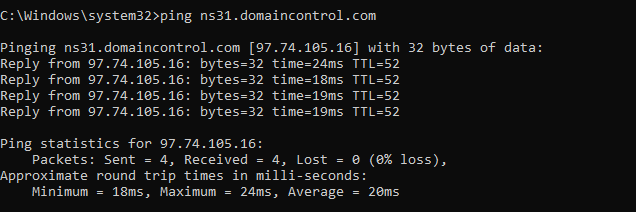 C:\Windows\system32>ping ns31.domaincontrol.com
Pinging ns31.domaincontrol.com [97.74.105.16] with 32 bytes of data:
Reply from 97.74.105.16: bytes=32 time=24ms TTL=52
Reply from 97.74.105.16: bytes=32 time=18ms TTL=52
Reply from 97.74.105.16: bytes=32 time=19ms TTL=52
Reply from 97.74.105.16: bytes=32 time=19ms TTL=52
Ping statistics for 97.74.105.16:
    Packets: Sent = 4, Received = 4, Lost = 0 (0% loss),
Approximate round trip times in milli-seconds:
    Minimum = 18ms, Maximum = 24ms, Average = 20ms